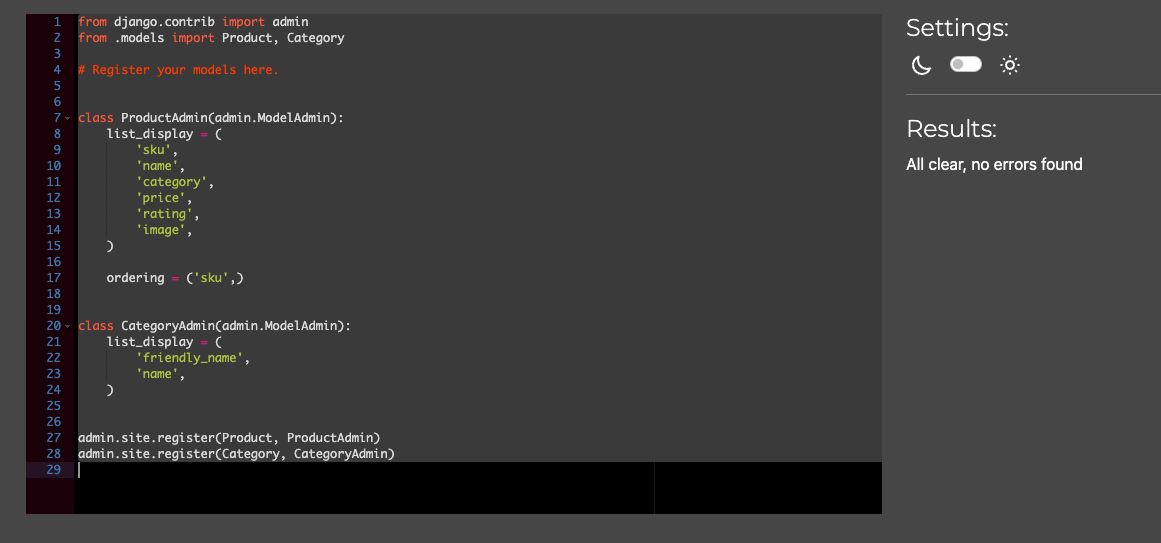 1 from django.contrib import admin
2 from .models import Product, Category
3
4 # Register your models here.
5
6
7 class ProductAdmin(admin.ModelAdmin):
8     list_display = (
9         'sku',
10         'name',
11         'category',
12         'price',
13         'rating',
14         'image',
15     )
16
17     ordering = ('sku',)
18
19
20 class CategoryAdmin(admin.ModelAdmin):
21     list_display = (
22         'friendly_name',
23         'name',
24     )
25
26
27 admin.site.register(Product, ProductAdmin)
28 admin.site.register(Category, CategoryAdmin)
29
Settings:
Results:
All clear, no errors found